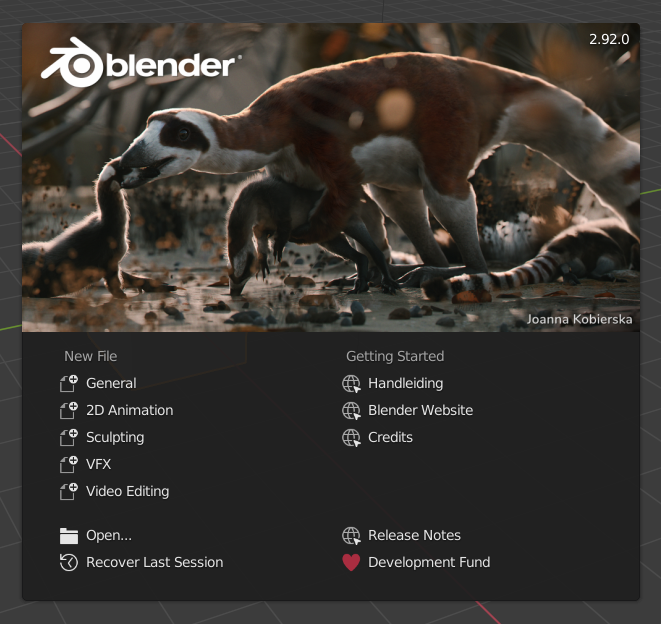 2.92.0
blender
Joanna Kobierska
New File
General
2D Animation
Sculpting
VFX
Video Editing
Open...
Recover Last Session
Getting Started
Handleiding
Blender Website
Credits
Release Notes
Development Fund